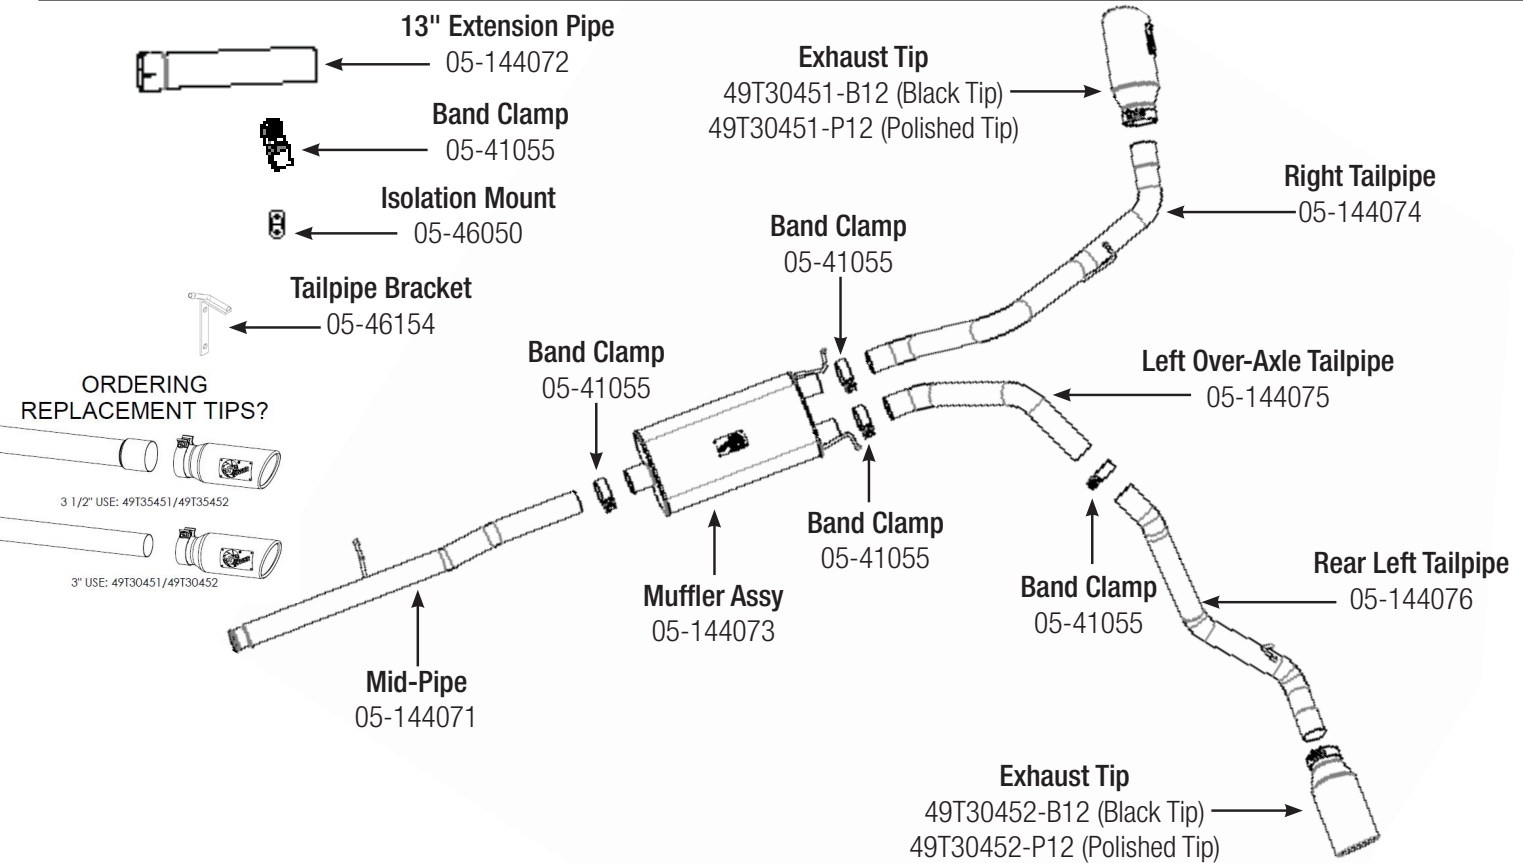 13" Extension Pipe
05-144072
Band Clamp
05-41055
Isolation Mount
05-46050
Tailpipe Bracket
05-46154
ORDERING
REPLACEMENT TIPS?
3 1/2" USE: 49T35451/49T35452
3" USE: 49T30451/49T30452
Exhaust Tip
49T30451-B12 (Black Tip)
49T30451-P12 (Polished Tip)
Right Tailpipe
05-144074
Band Clamp
05-41055
Band Clamp
05-41055
Left Over-Axle Tailpipe
05-144075
Band Clamp
05-41055
Muffler Assy
05-144073
Band Clamp
05-41055
Rear Left Tailpipe
05-144076
Mid-Pipe
05-144071
Exhaust Tip
49T30452-B12 (Black Tip)
49T30452-P12 (Polished Tip)